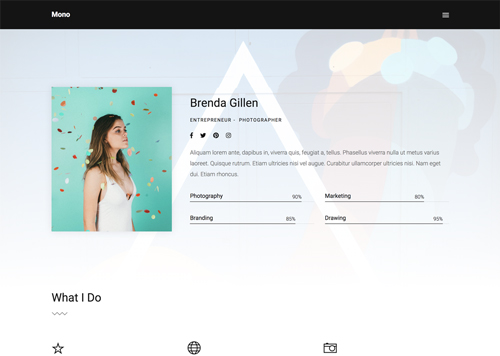 Mono
Brenda Gillen
ENTREPRENEUR - PHOTOGRAPHER
Aliquam lorem ante, dapibus in, viverra quis, feugiat a, tellus. Phasellus viverra nulla ut metus varius
laoreet. Quisque rutrum. Etiam ultricies nisi vel augue. Curabitur ullamcorper ultricies nisi. Nam eget
dui. Etiam rhoncus.
Photography 90% Marketing 80%
Branding 85% Drawing 95%
What I Do